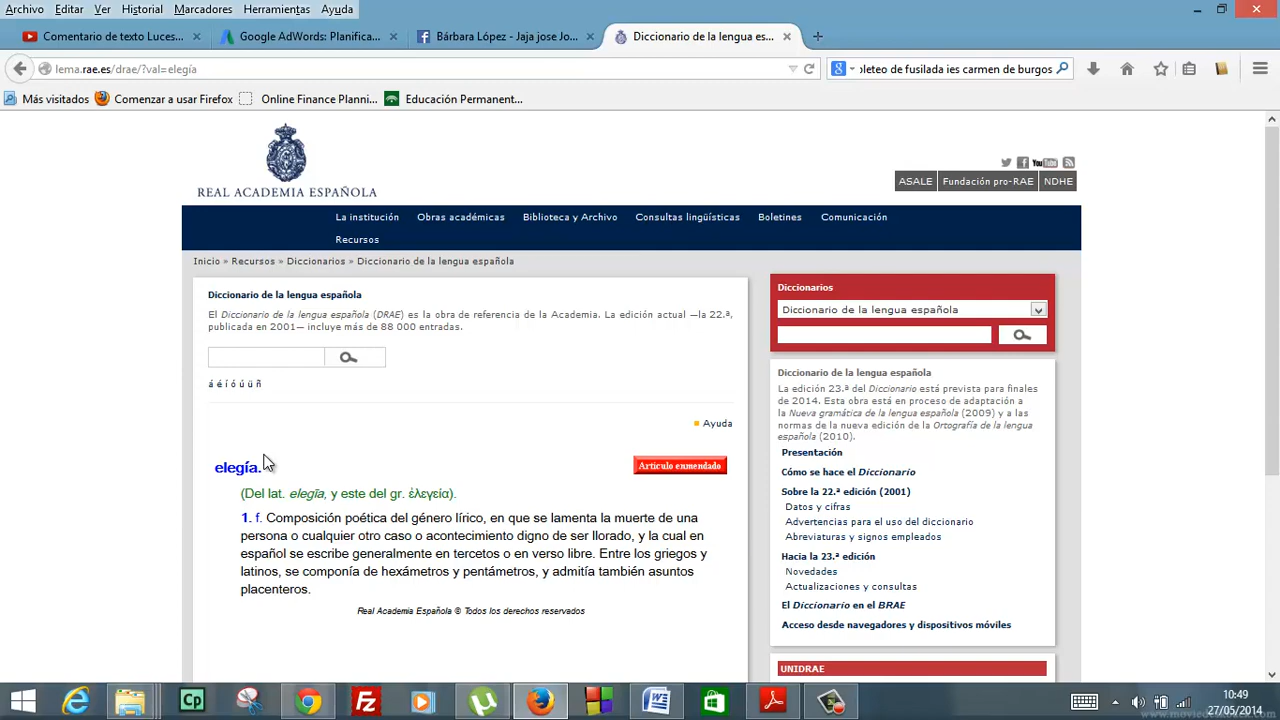 Archivo Editar Ver Historial Marcadores Herramientas Ayuda
Comentario de texto Luces... Google AdWords: Planifica... Bárbara López - Jaja jose Jo... Diccionario de la lengua es...
lema.rae.es/drae/?val=elegía pleteo de fusilada ies carmen de burgos
Más visitados Comenzar a usar Firefox Online Finance Planni... Educación Permanent...
REAL ACADEMIA ESPAÑOLA
You Tube
ASALE Fundación pro-RAE NDHE
La institución Obras académicas Biblioteca y Archivo Consultas lingüísticas Boletines Comunicación
Recursos
Inicio » Recursos » Diccionarios » Diccionario de la lengua española
Diccionario de la lengua española
El Diccionario de la lengua española (DRAE) es la obra de referencia de la Academia. La edición actual —la 22.ª,
publicada en 2001— incluye más de 88 000 entradas.
á é í ó ú ü ñ
Ayuda
elegía.
Artículo enmendado
(Del lat. elegīa, y este del gr. ἐλεγεία).
1. f. Composición poética del género lírico, en que se lamenta la muerte de una
persona o cualquier otro caso o acontecimiento digno de ser llorado, y la cual en
español se escribe generalmente en tercetos o en verso libre. Entre los griegos y
latinos, se componía de hexámetros y pentámetros, y admitía también asuntos
placenteros.
Real Academia Española © Todos los derechos reservados
Diccionarios
Diccionario de la lengua española
Diccionario de la lengua española
La edición 23.ª del Diccionario está prevista para finales
de 2014. Esta obra está en proceso de adaptación a
la Nueva gramática de la lengua española (2009) y a las
normas de la nueva edición de la Ortografía de la lengua
española (2010).
Presentación
Cómo se hace el Diccionario
Sobre la 22.ª edición (2001)
Datos y cifras
Advertencias para el uso del diccionario
Abreviaturas y signos empleados
Hacia la 23.ª edición
Novedades
Actualizaciones y consultas
El Diccionario en el BRAE
Acceso desde navegadores y dispositivos móviles
UNIDRAE
Cp
10:49
27/05/2014